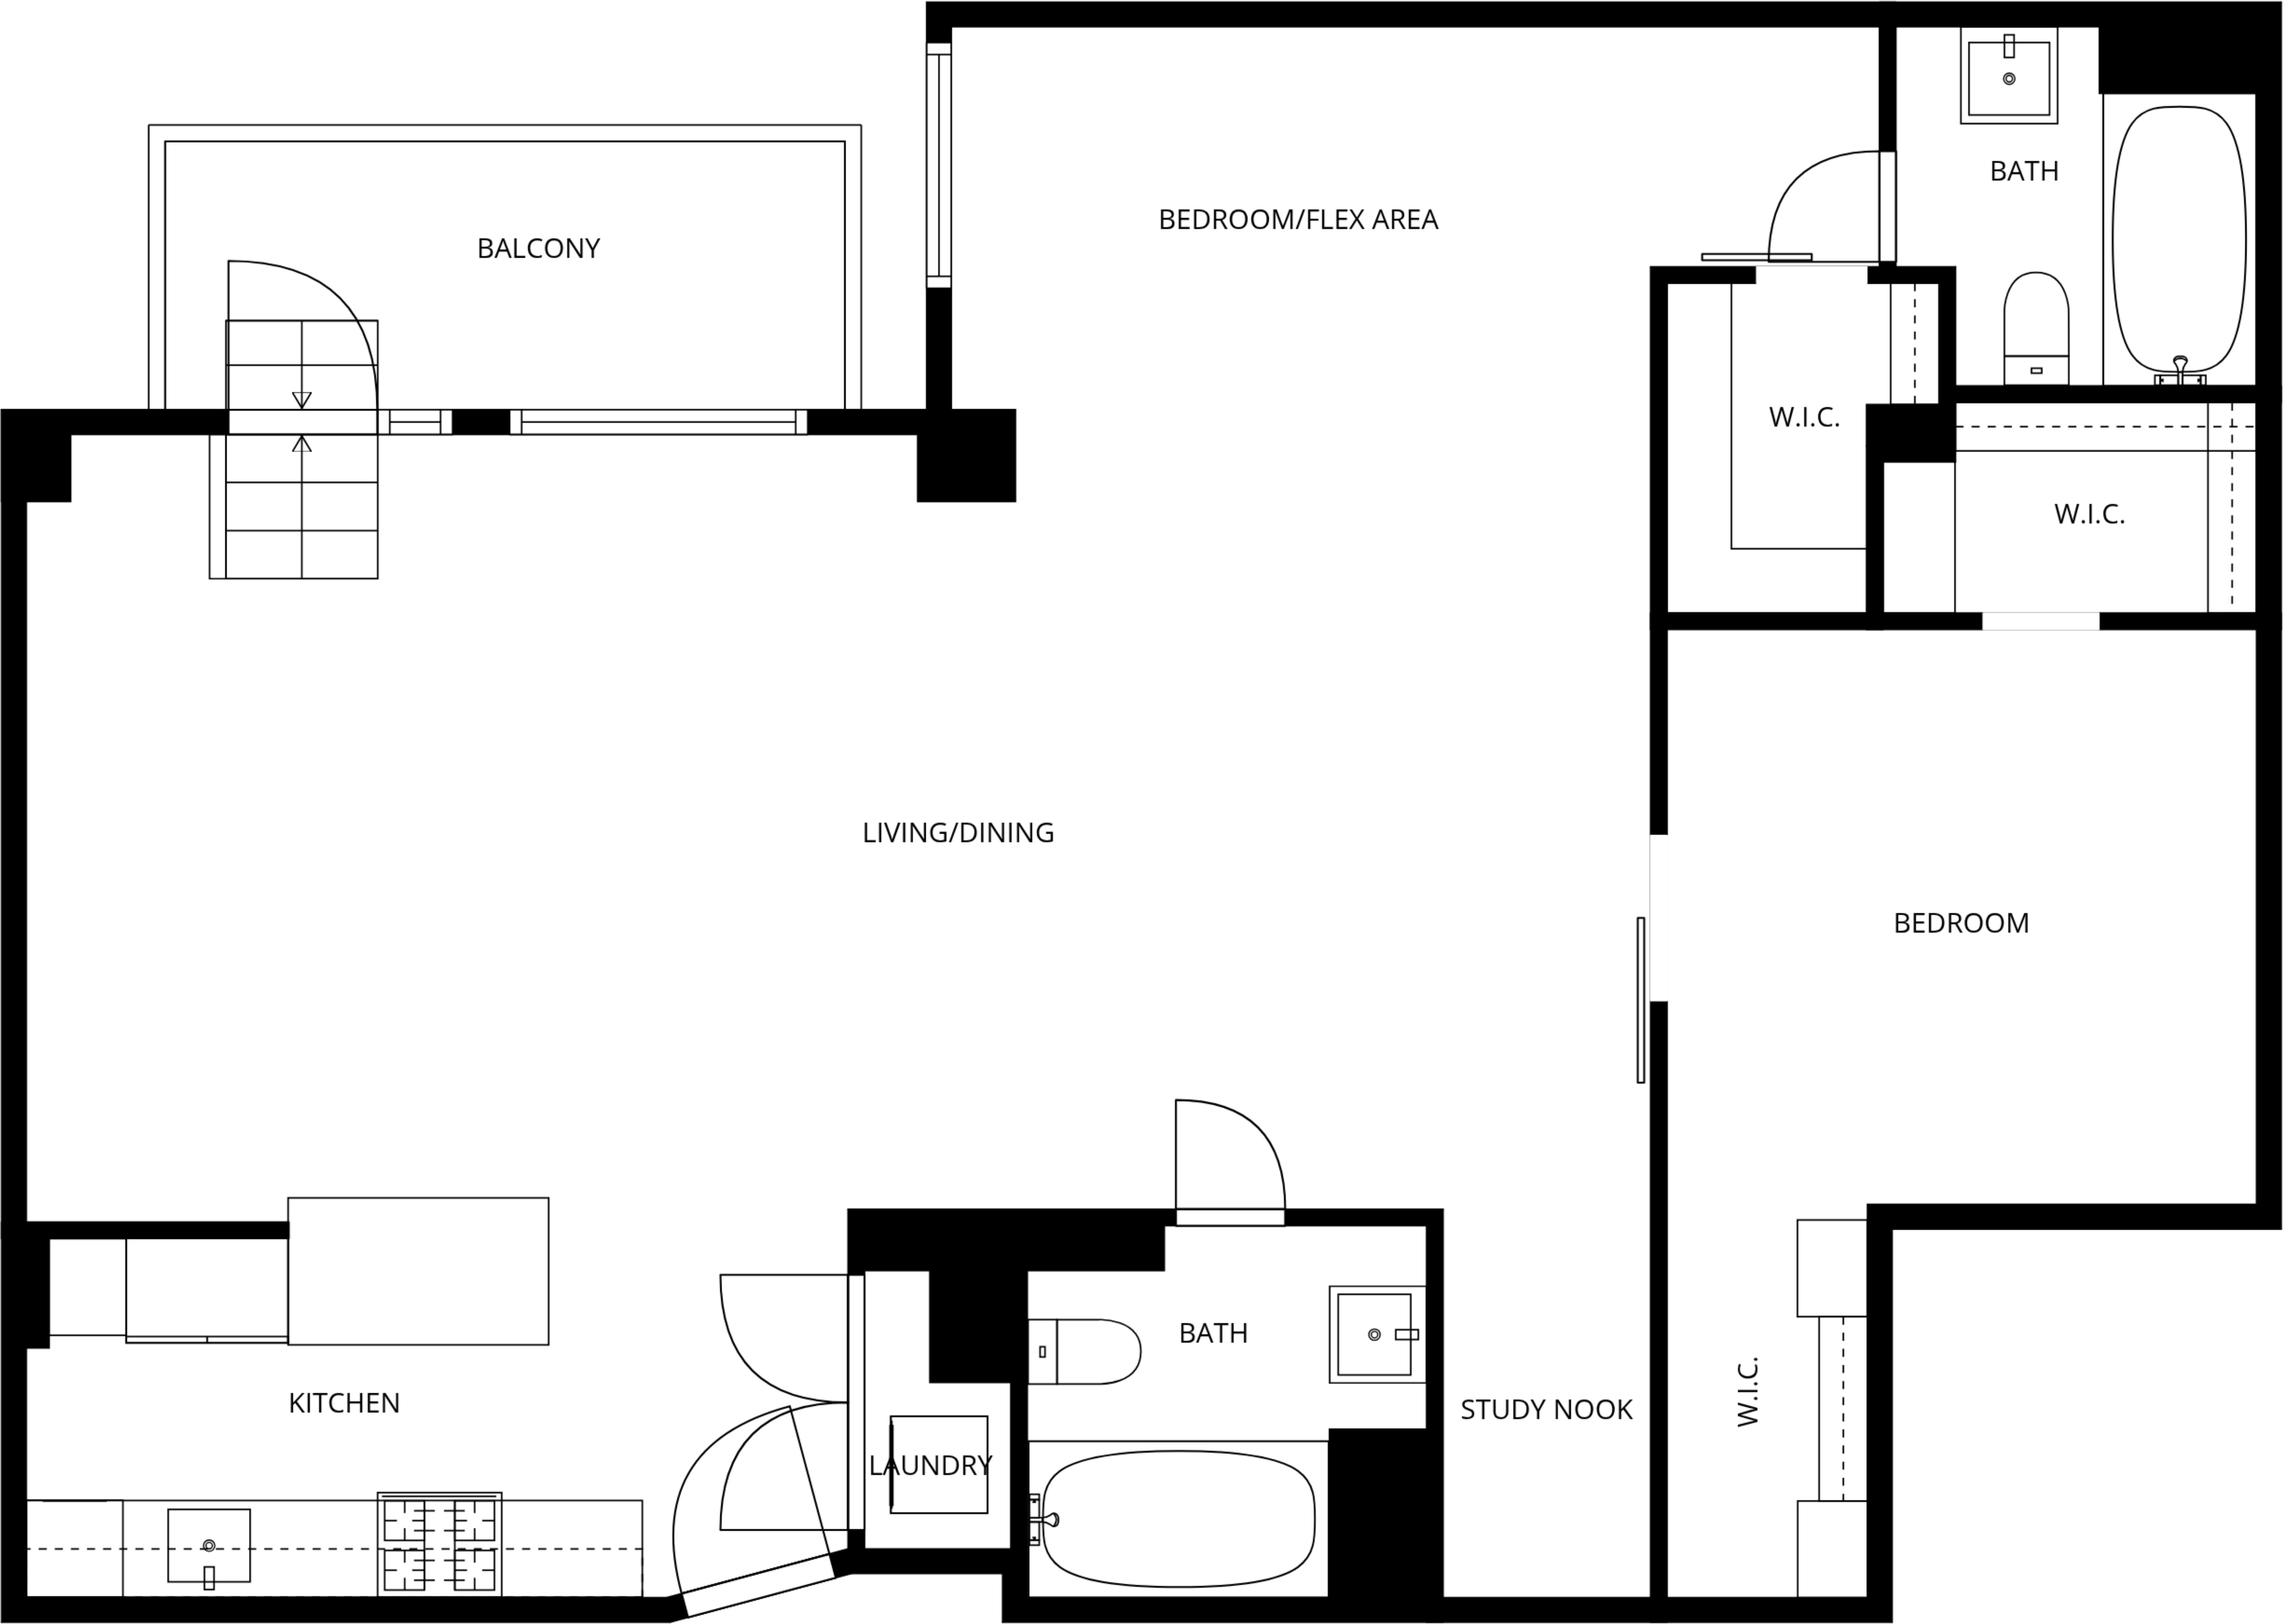 BATH
BEDROOM/FLEX AREA
BALCONY
W.I.C.
W.I.C.
LIVING/DINING
BEDROOM
BATH
W.I.C.
KITCHEN
STUDY NOOK
LAUNDRY